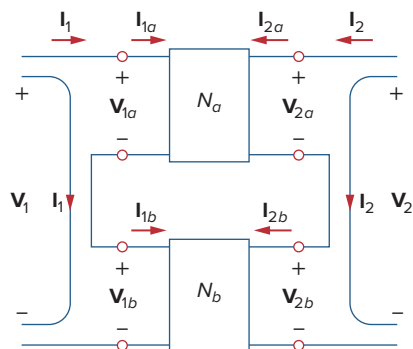 I1 I1a I2a I2
+ + + +
V1a Na V2a
− −
V1 I1 I2 V2
I1b I2b
+ +
V1b Nb V2b
− − − −